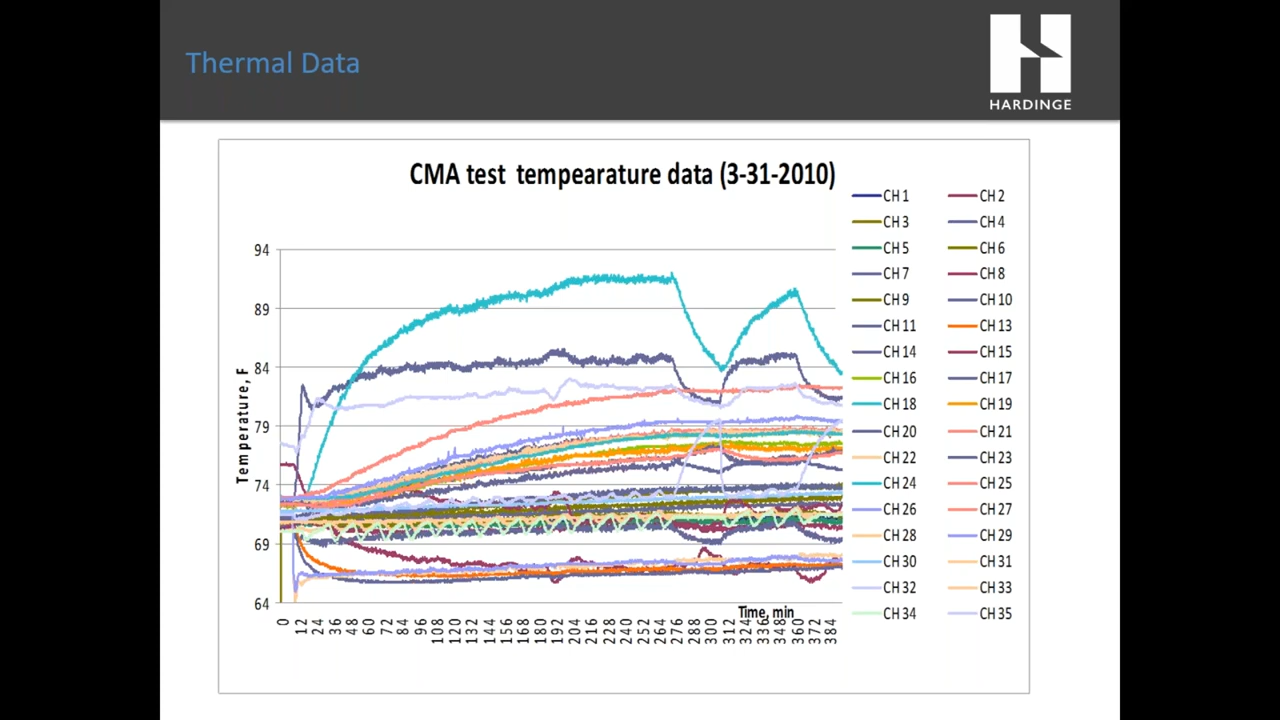 Thermal Data
HARDINGE
CMA test  tempearature data (3-31-2010)
CH 1 CH 2
CH 3 CH 4
CH 5 CH 6
CH 7 CH 8
CH 9 CH 10
CH 11 CH 13
CH 14 CH 15
CH 16 CH 17
CH 18 CH 19
CH 20 CH 21
CH 22 CH 23
CH 24 CH 25
CH 26 CH 27
CH 28 CH 29
CH 30 CH 31
CH 32 CH 33
CH 34 CH 35
Temperature, F
94
89
84
79
74
69
64
Time, min
0 12 24 36 48 60 72 84 96 108 120 132 144 156 168 180 192 204 216 228 240 252 264 276 288 300 312 324 336 348 360 372 384